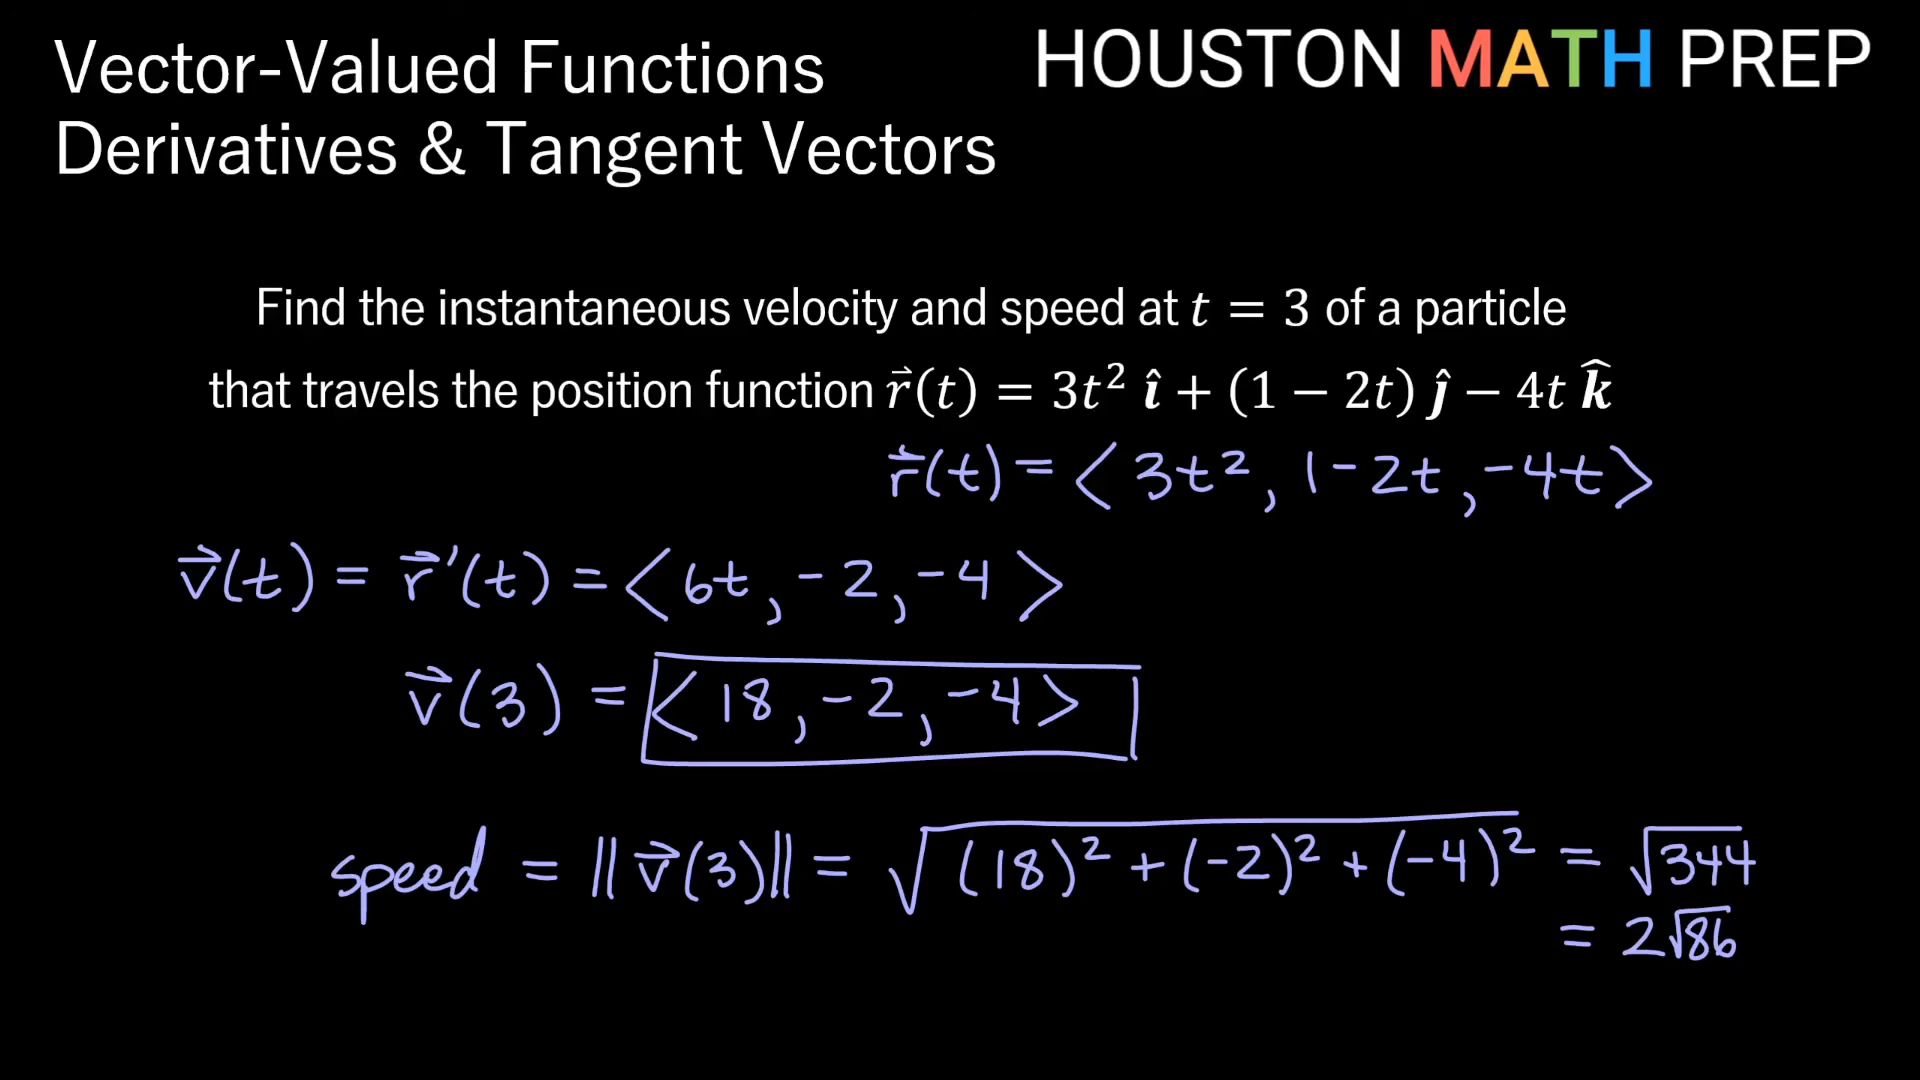 Vector-Valued Functions
Derivatives & Tangent Vectors
HOUSTON MATH PREP
Find the instantaneous velocity and speed at t = 3 of a particle
that travels the position function r⃗(t) = 3t² î + (1 − 2t) ĵ − 4t k̂
r⃗(t) = ⟨3t², 1-2t, -4t⟩
v⃗(t) = r⃗'(t) = ⟨6t, -2, -4⟩
v⃗(3) = ⟨18, -2, -4⟩
speed = ||v⃗(3)|| = √((18)² + (-2)² + (-4)²) = √344
= 2√86